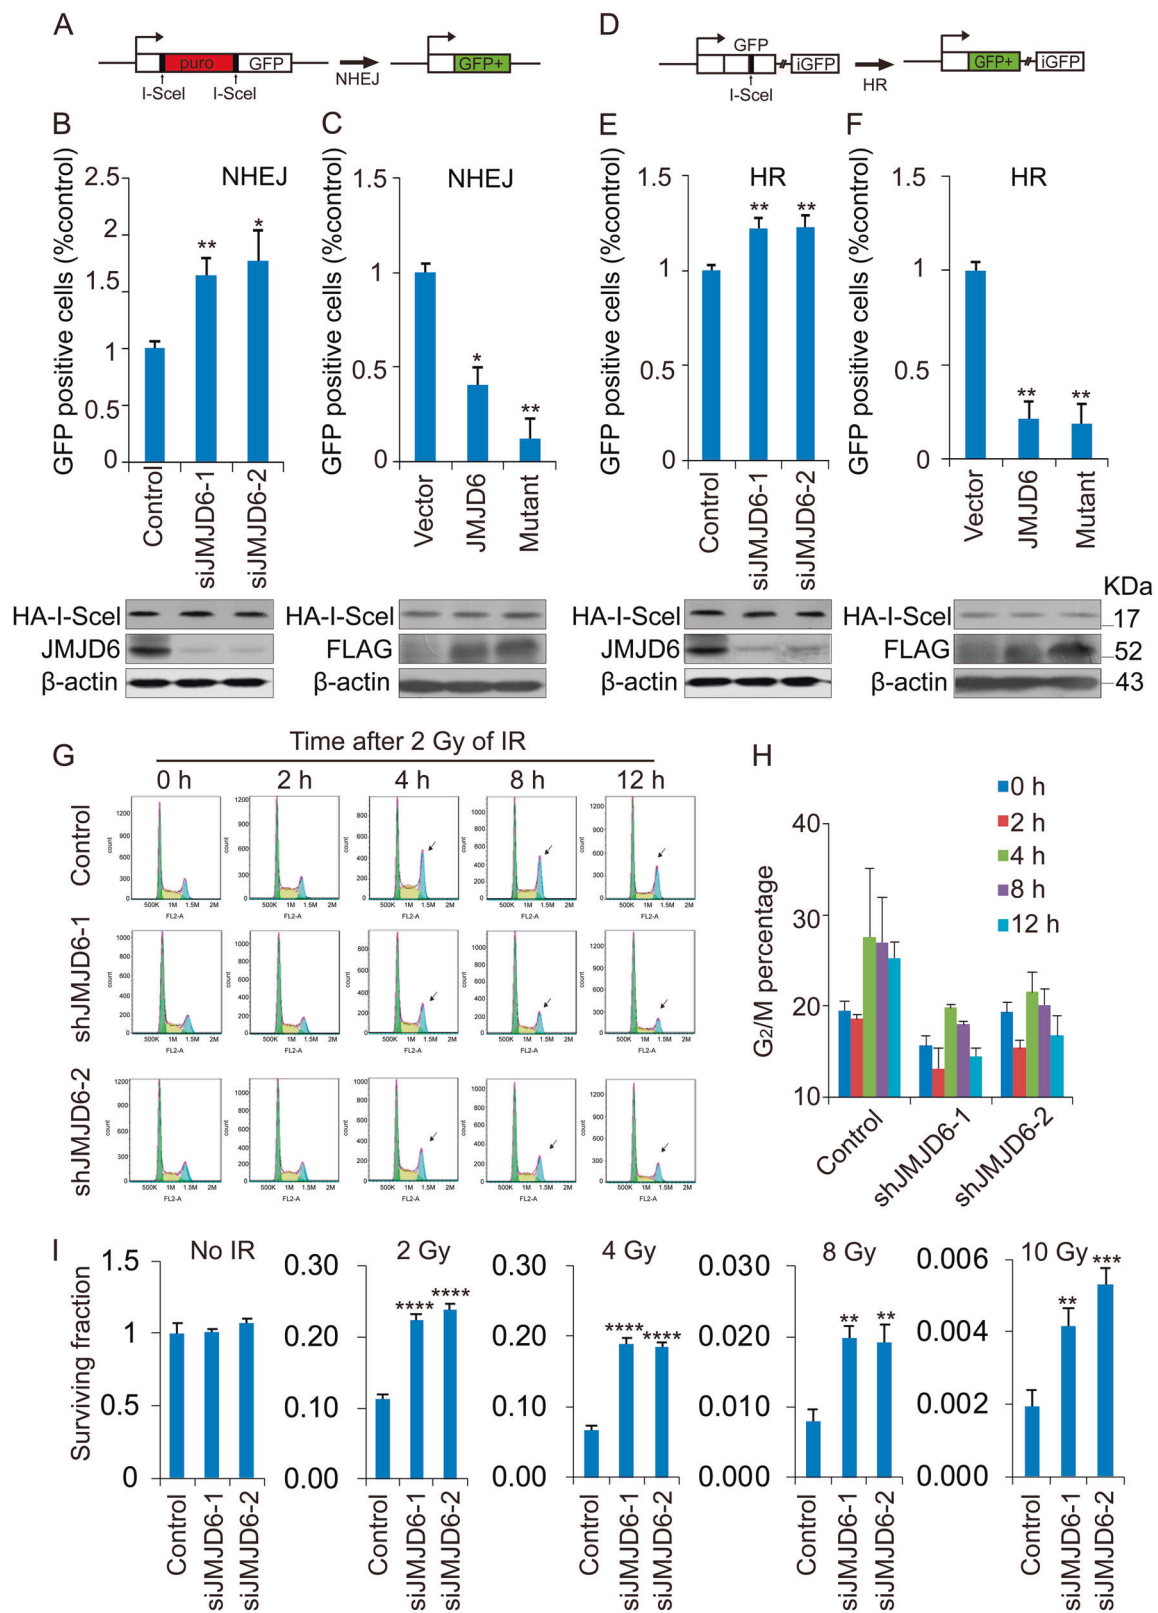 A
puro
GFP
I-SceI
I-SceI
NHEJ
GFP+
D
GFP
iGFP
I-SceI
HR
GFP+
iGFP
B
GFP positive cells (%control)
NHEJ
2.5
2
1.5
1
0.5
0
**
*
Control
siJMJD6-1
siJMJD6-2
C
GFP positive cells (%control)
NHEJ
1.5
1
0.5
0
*
**
Vector
JMJD6
Mutant
E
GFP positive cells (%control)
HR
1.5
1
0.5
0
**
**
Control
siJMJD6-1
siJMJD6-2
F
GFP positive cells (%control)
HR
1.5
1
0.5
0
**
**
Vector
JMJD6
Mutant
HA-I-SceI
JMJD6
β-actin
HA-I-SceI
FLAG
β-actin
HA-I-SceI
JMJD6
β-actin
HA-I-SceI
FLAG
β-actin
KDa
17
52
43
G
Time after 2 Gy of IR
0 h 2 h 4 h 8 h 12 h
Control
shJMJD6-1
shJMJD6-2
count
FL2-A
500K 1M 1.5M 2M
H
G2/M percentage
40
30
20
10
0 h
2 h
4 h
8 h
12 h
Control
shJMJD6-1
shJMJD6-2
I
Surviving fraction
No IR
1.5
1
0.5
0
Control
siJMJD6-1
siJMJD6-2
2 Gy
0.30
0.20
0.10
0.00
****
****
Control
siJMJD6-1
siJMJD6-2
4 Gy
0.30
0.20
0.10
0.00
****
****
Control
siJMJD6-1
siJMJD6-2
8 Gy
0.030
0.020
0.010
0.000
**
**
Control
siJMJD6-1
siJMJD6-2
10 Gy
0.006
0.004
0.002
0.000
**
***
Control
siJMJD6-1
siJMJD6-2